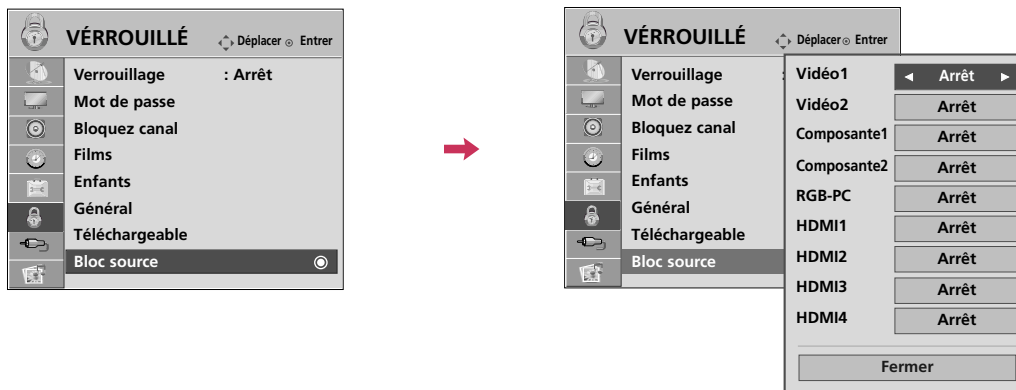 VÉRROUILLÉ Déplacer Entrer
Verrouillage : Arrêt
Mot de passe
Bloquez canal
Films
Enfants
Général
Téléchargeable
Bloc source
VÉRROUILLÉ Déplacer Entrer
Verrouillage :
Mot de passe
Bloquez canal
Films
Enfants
Général
Téléchargeable
Bloc source
Vidéo1 ◄ Arrêt ►
Vidéo2 Arrêt
Composante1 Arrêt
Composante2 Arrêt
RGB-PC Arrêt
HDMI1 Arrêt
HDMI2 Arrêt
HDMI3 Arrêt
HDMI4 Arrêt
Fermer